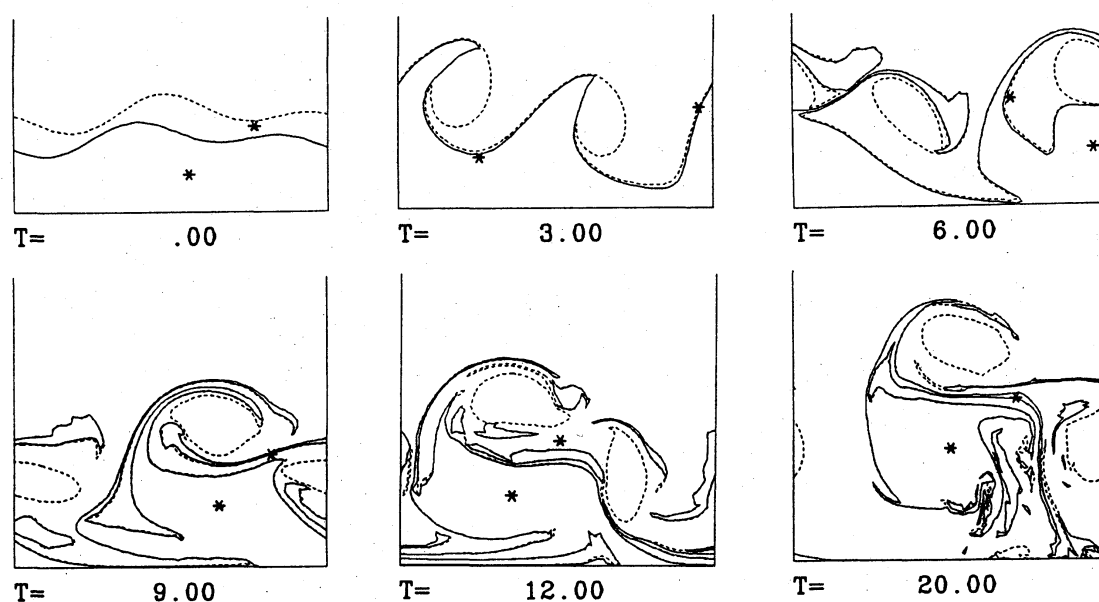 T= .00
T= 3.00
T= 6.00
T= 9.00
T= 12.00
T= 20.00